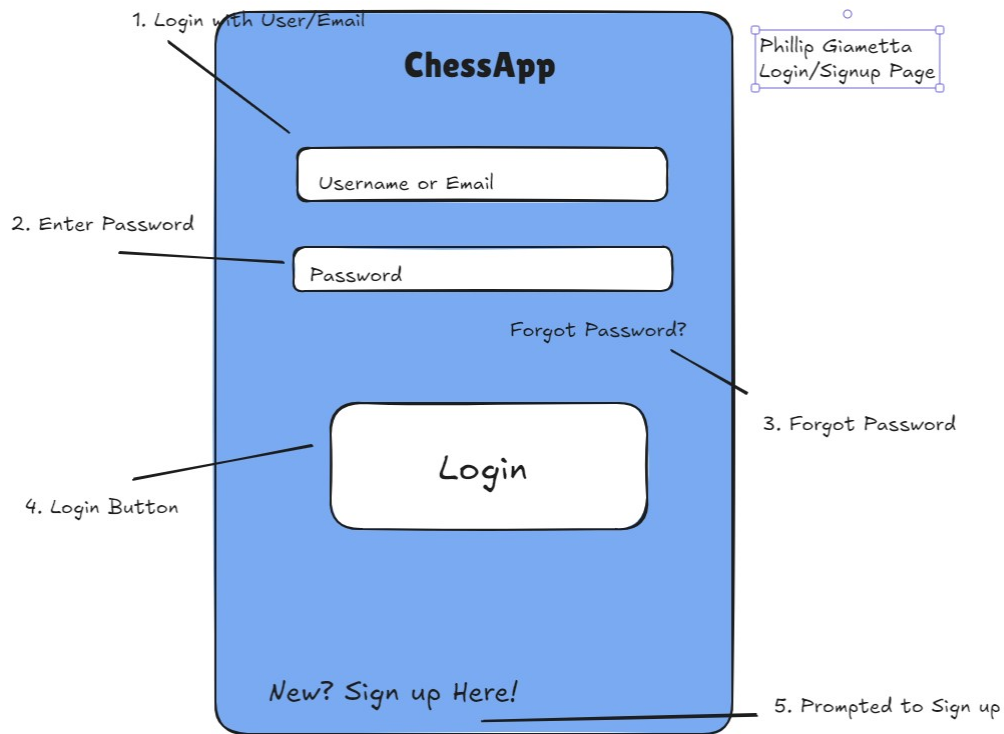 1. Login with User/Email
Phillip Giametta
Login/Signup Page
ChessApp
Username or Email
2. Enter Password
Password
Forgot Password?
3. Forgot Password
Login
4. Login Button
New? Sign up Here!
5. Prompted to Sign up